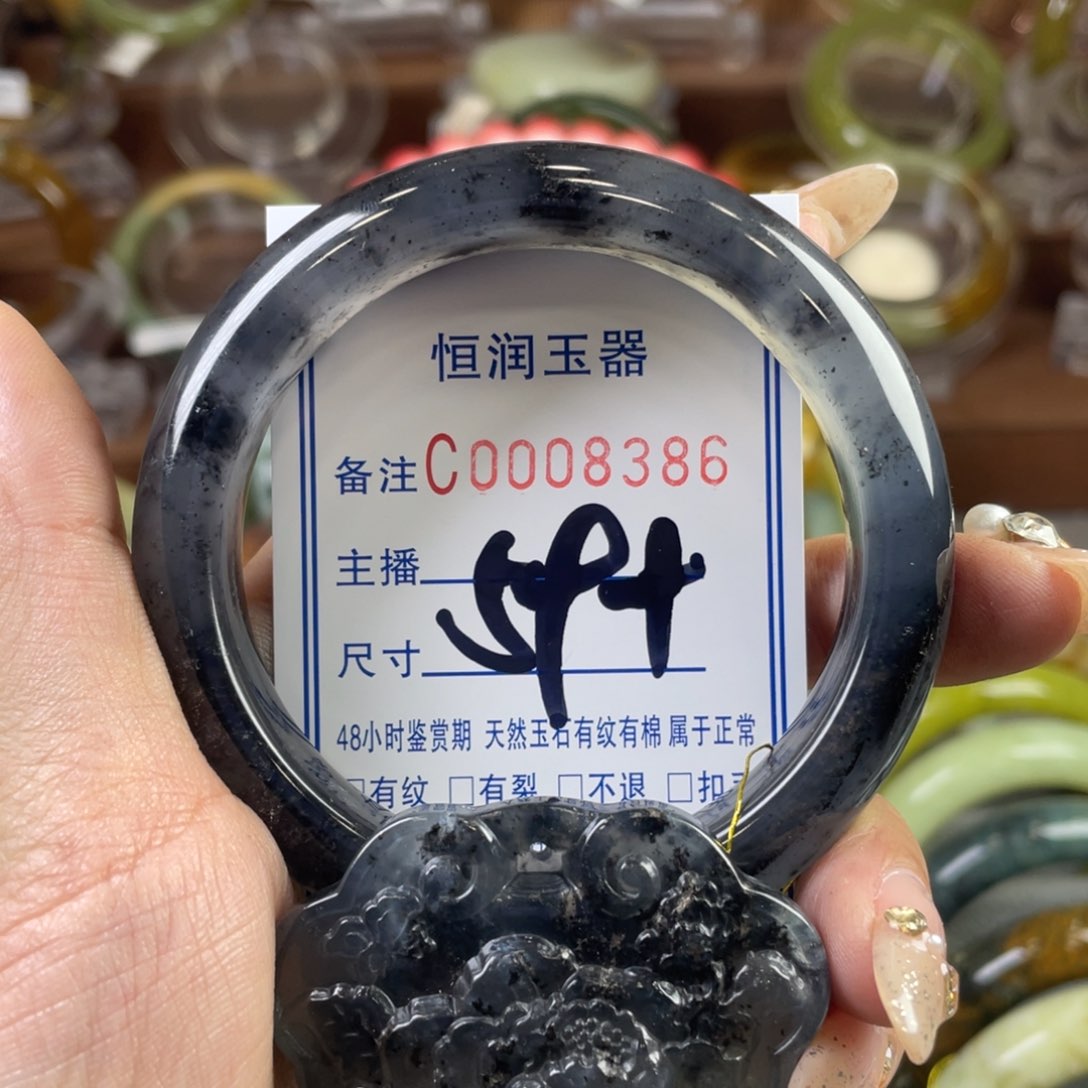 恒润玉器
备注C0008386
主播
尺寸
48小时鉴赏期 天然玉石有纹有棉 属于正常
□有纹 □有裂 □不退 □扣